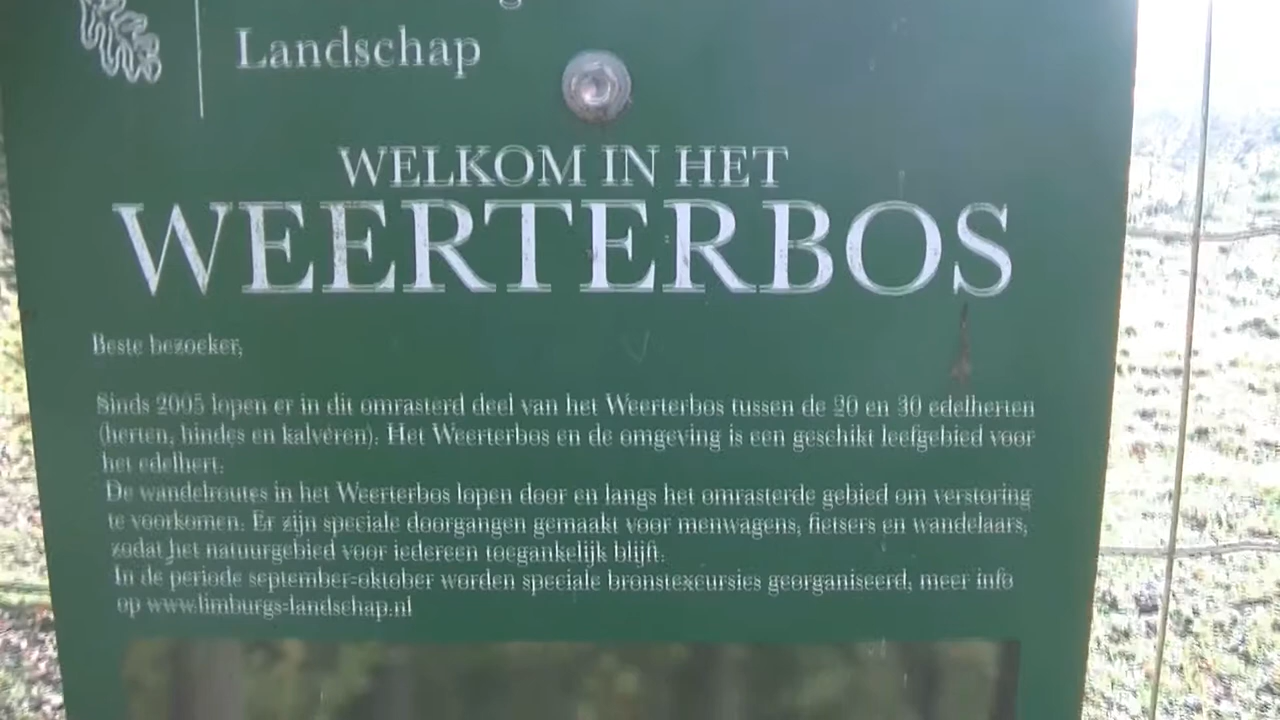 Landschap
WELKOM IN HET
WEERTERBOS
Beste bezoeker,
Sinds 2005 lopen er in dit omrasterd deel van het Weerterbos tussen de 20 en 30 edelherten
(herten, hindes en kalveren). Het Weerterbos en de omgeving is een geschikt leefgebied voor
het edelhert.
De wandelroutes in het Weerterbos lopen door en langs het omrasterde gebied om verstoring
te voorkomen. Er zijn speciale doorgangen gemaakt voor menwagens, fietsers en wandelaars,
zodat het natuurgebied voor iedereen toegankelijk blijft.
In de periode september-oktober worden speciale bronstexcursies georganiseerd, meer info
op www.limburgs-landschap.nl